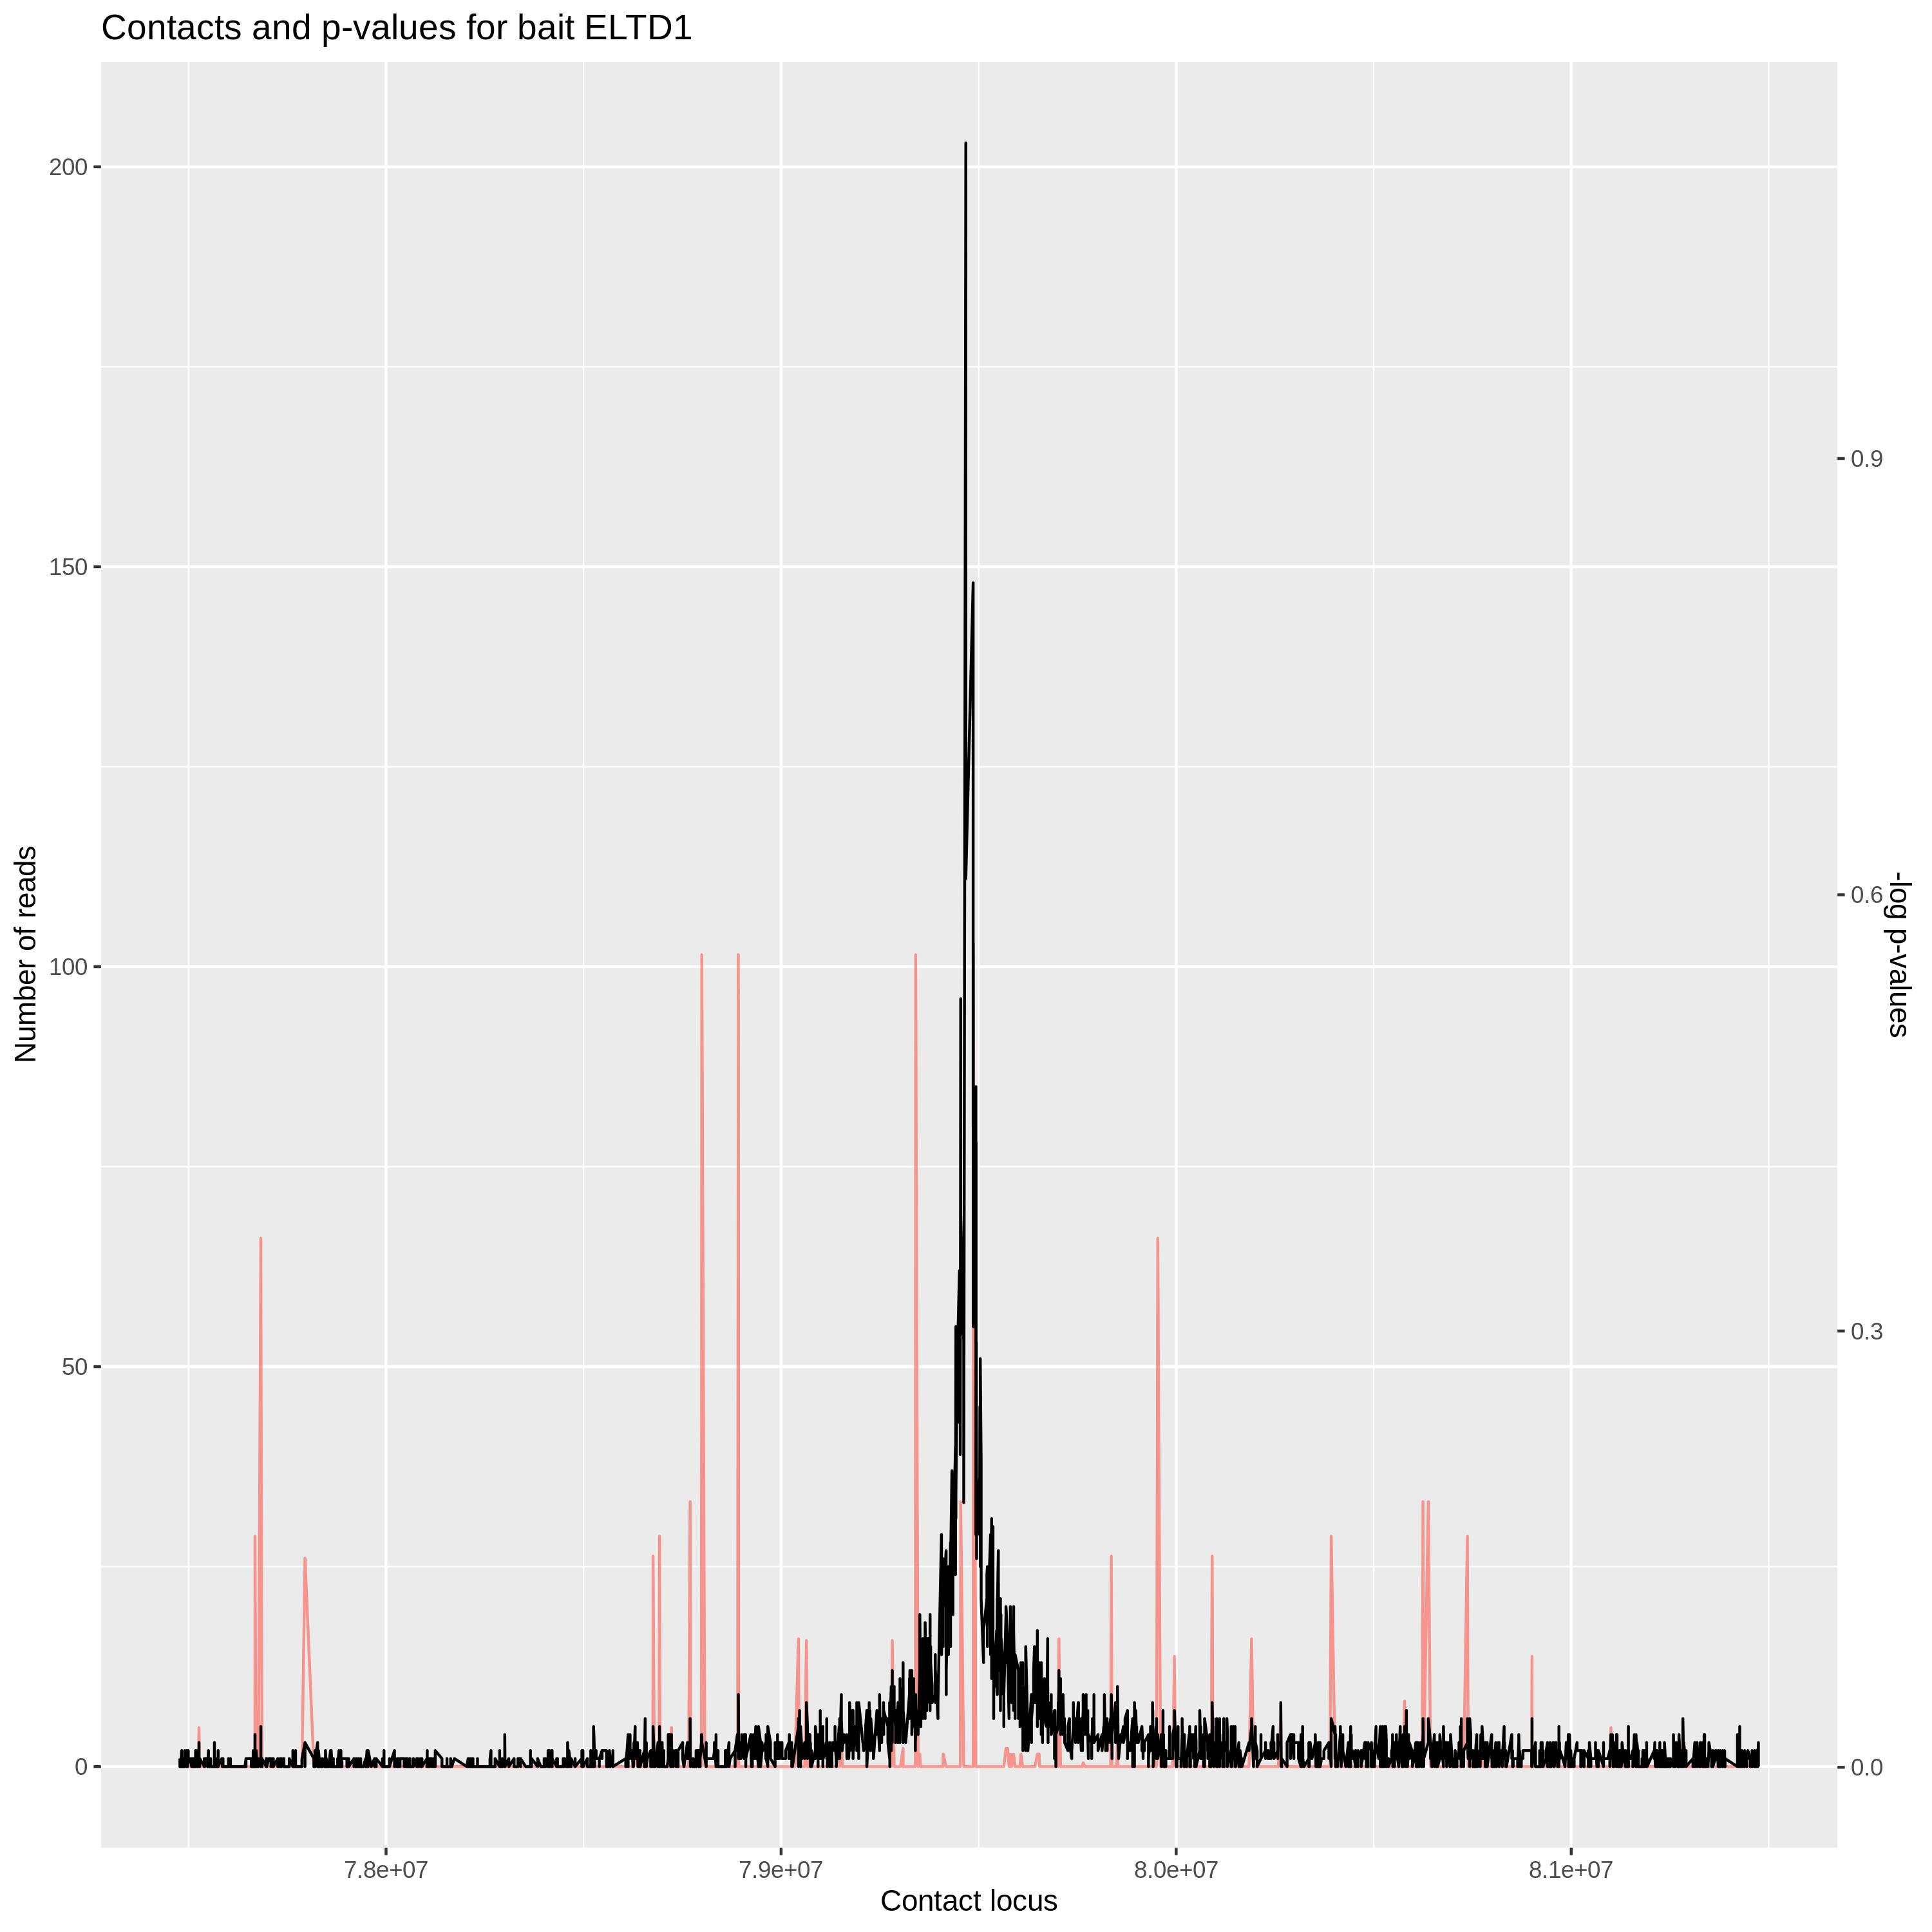 Contacts and p-values for bait ELTD1
200
150
100
50
0
Number of reads
0.9
0.6
0.3
0.0
-log p-values
7.8e+07
7.9e+07
8.0e+07
8.1e+07
Contact locus